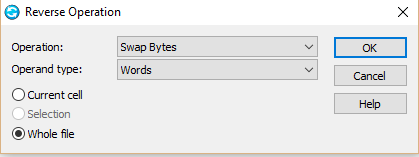 Reverse Operation
Operation: Swap Bytes OK
Operand type: Words Cancel
Current cell
Help
Selection
Whole file